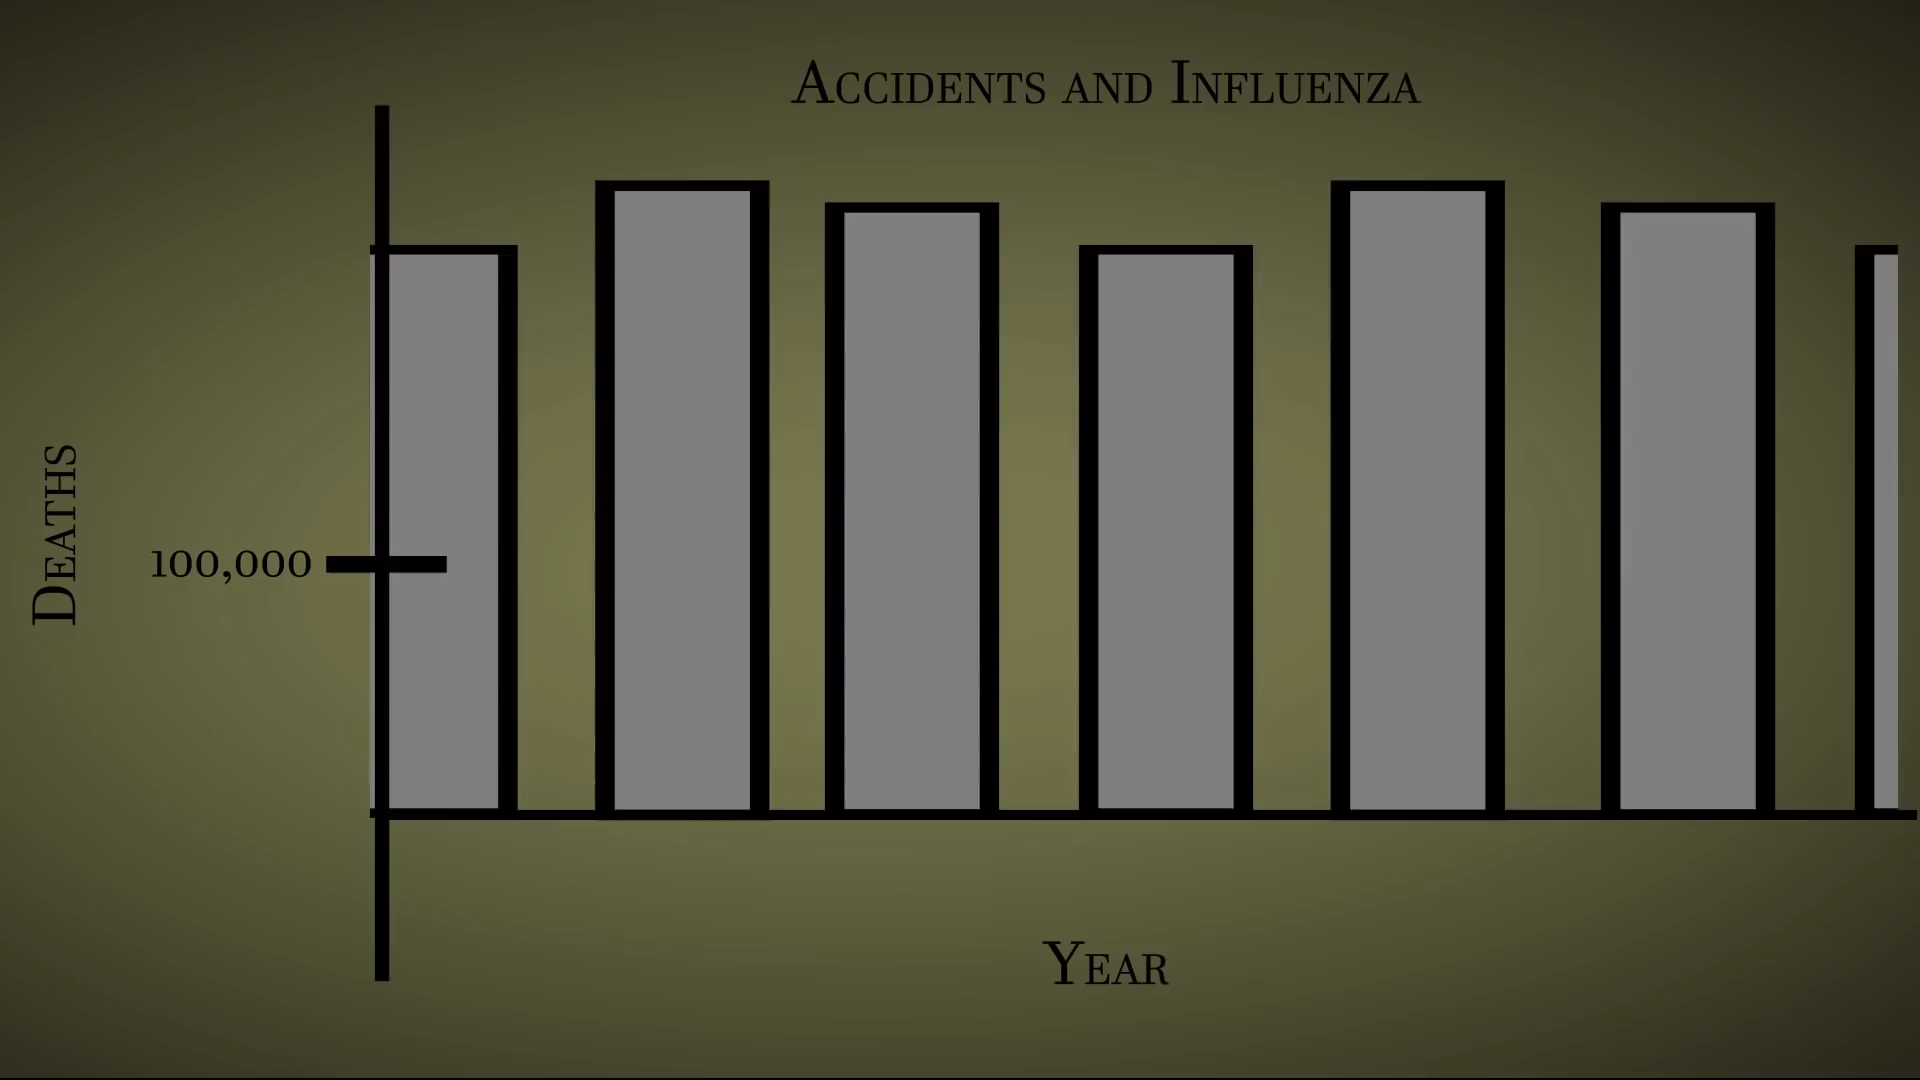 Accidents and Influenza
Deaths
100,000
Year